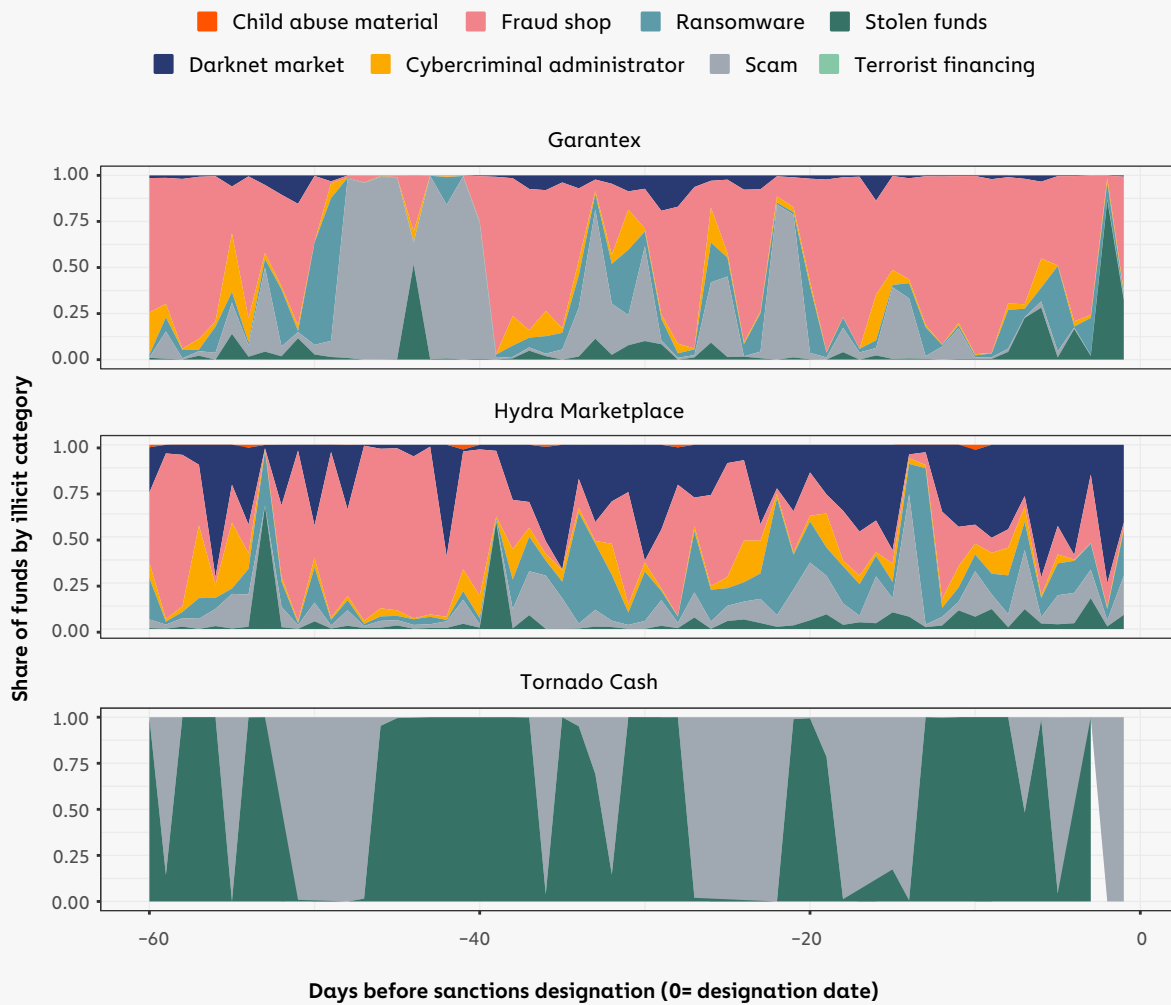 Child abuse material Fraud shop Ransomware Stolen funds
Darknet market Cybercriminal administrator Scam Terrorist financing
Garantex
1.00
0.75
0.50
0.25
0.00
Hydra Marketplace
1.00
0.75
0.50
0.25
0.00
Share of funds by illicit category
Tornado Cash
1.00
0.75
0.50
0.25
0.00
−60 −40 −20 0
Days before sanctions designation (0= designation date)